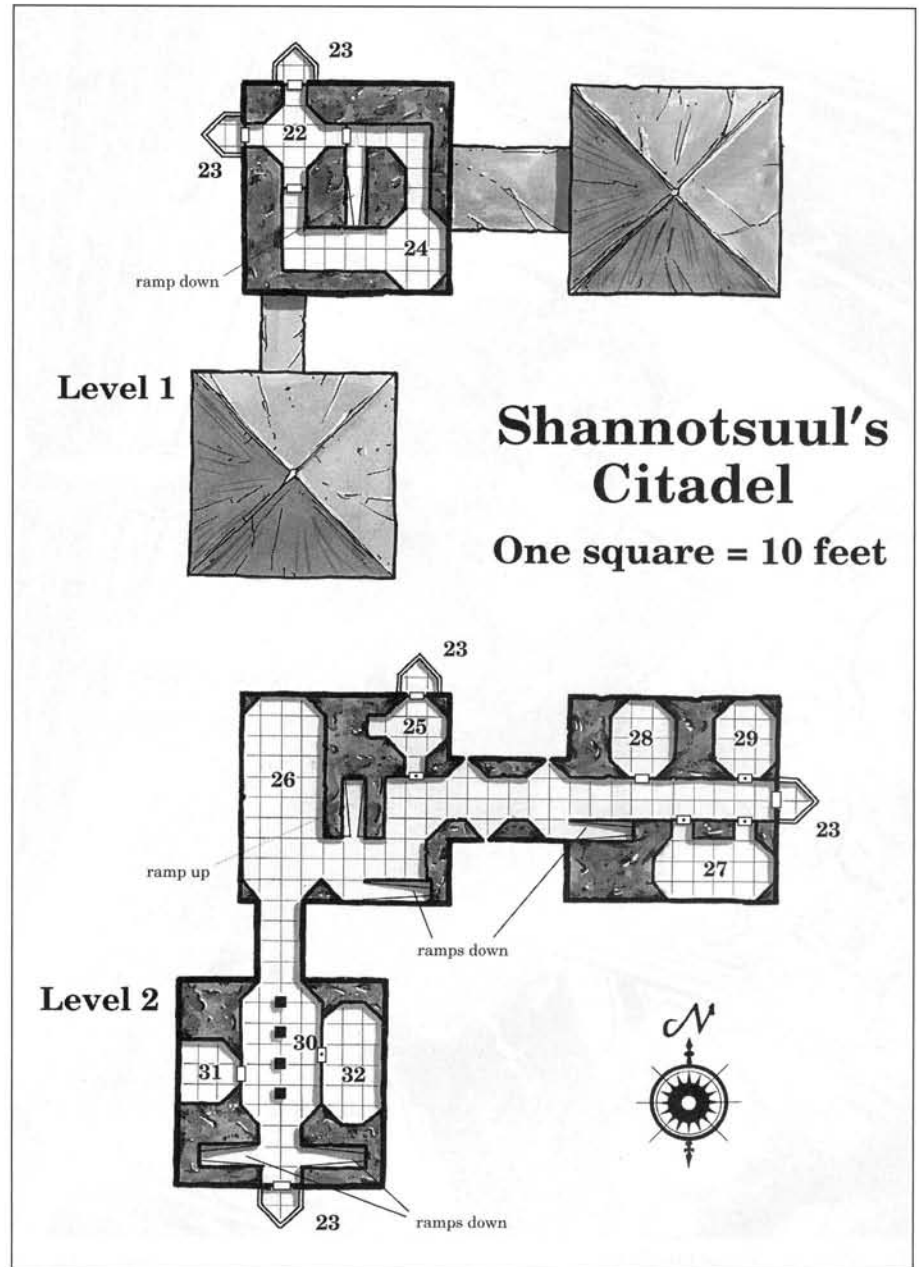 23
22
23
24
ramp down
Level 1
Shannotsuul's
Citadel
One square = 10 feet
23
25
28
29
26
23
27
ramp up
ramps down
Level 2
N
30
31
32
23
ramps down